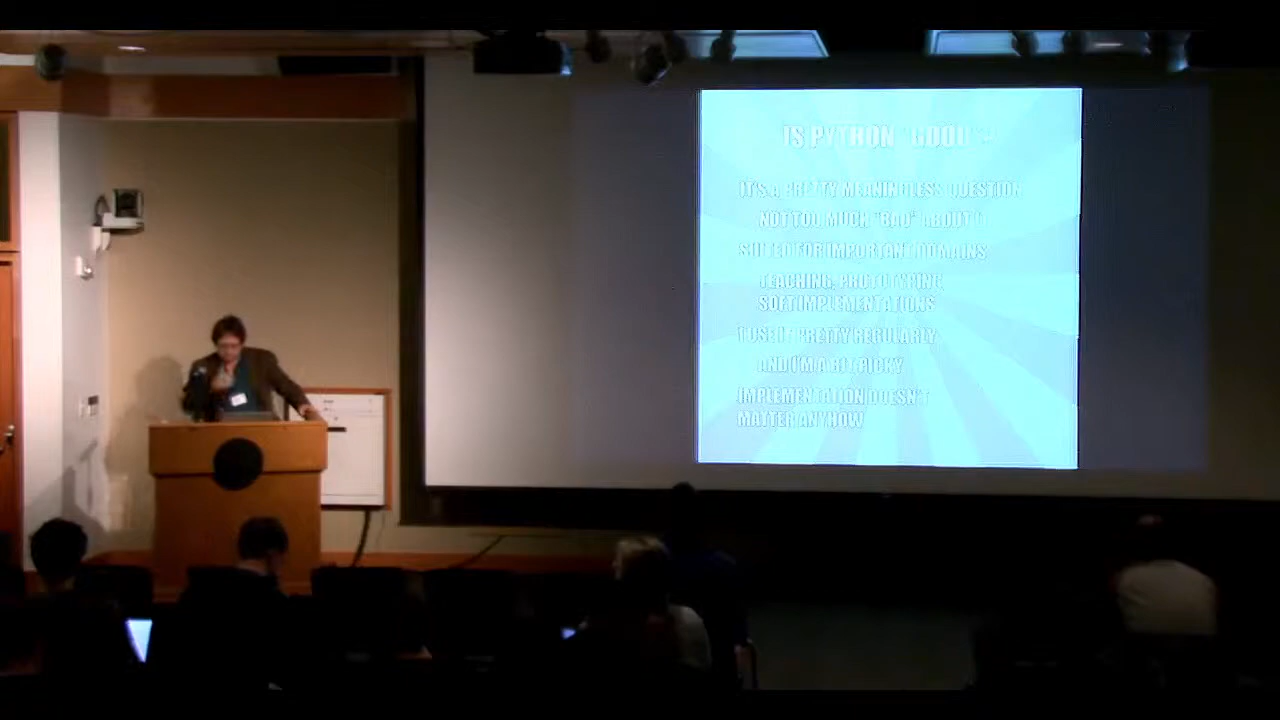 IS PYTHON "GOOD"?
IT'S A PRETTY MEANINGLESS QUESTION
NOT TOO MUCH "BAD" ABOUT IT
SUITED FOR IMPORTANT DOMAINS
TEACHING, PROTOTYPING,
SOFT IMPLEMENTATIONS
I USE IT PRETTY REGULARLY
AND I'M A BIT PICKY
IMPLEMENTATION DOESN'T
MATTER ANYHOW